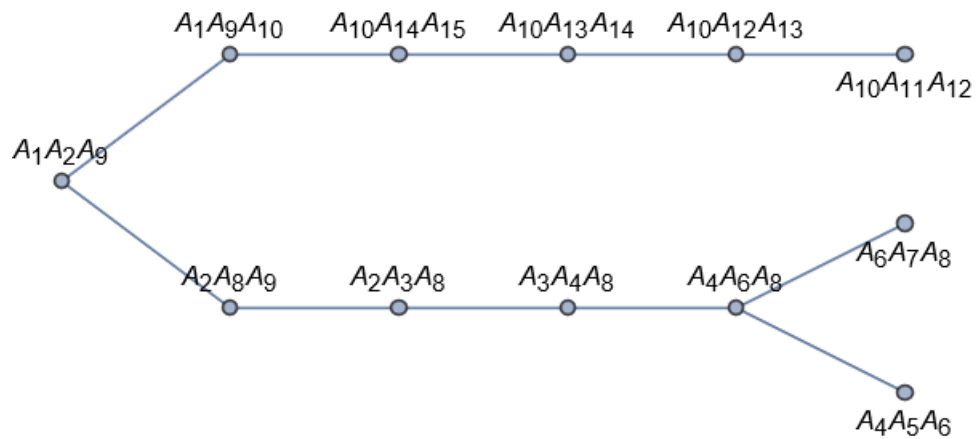 A₁A₉A₁₀ A₁₀A₁₄A₁₅ A₁₀A₁₃A₁₄ A₁₀A₁₂A₁₃
A₁₀A₁₁A₁₂
A₁A₂A₉
A₆A₇A₈
A₂A₈A₉ A₂A₃A₈ A₃A₄A₈ A₄A₆A₈
A₄A₅A₆